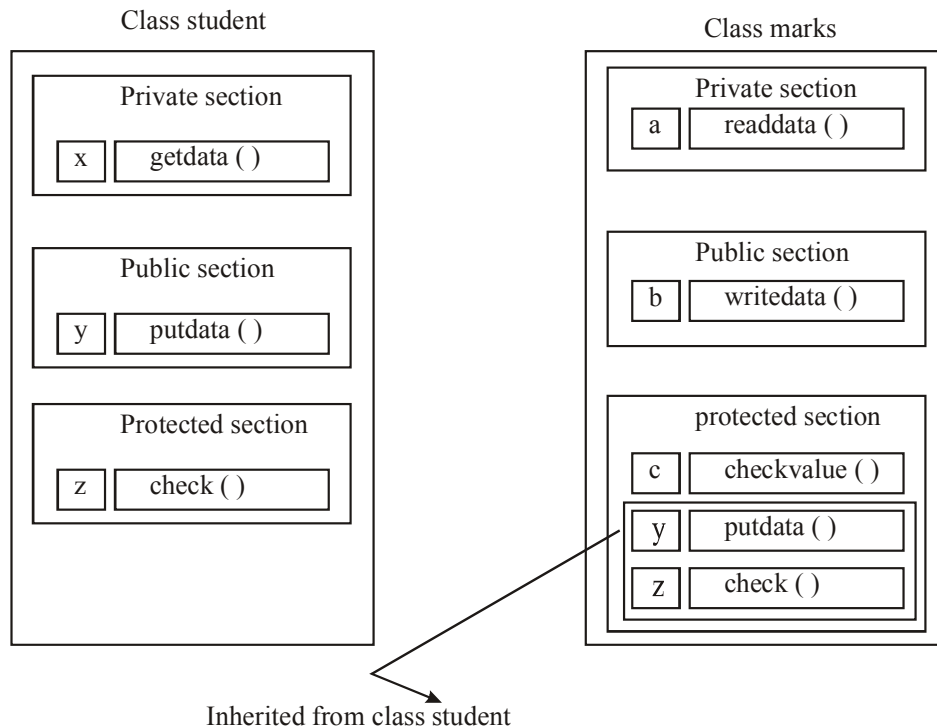 Class student
Private section
x getdata ( )
Public section
y putdata ( )
Protected section
z check ( )
Class marks
Private section
a readdata ( )
Public section
b writedata ( )
protected section
c checkvalue ( )
y putdata ( )
z check ( )
Inherited from class student